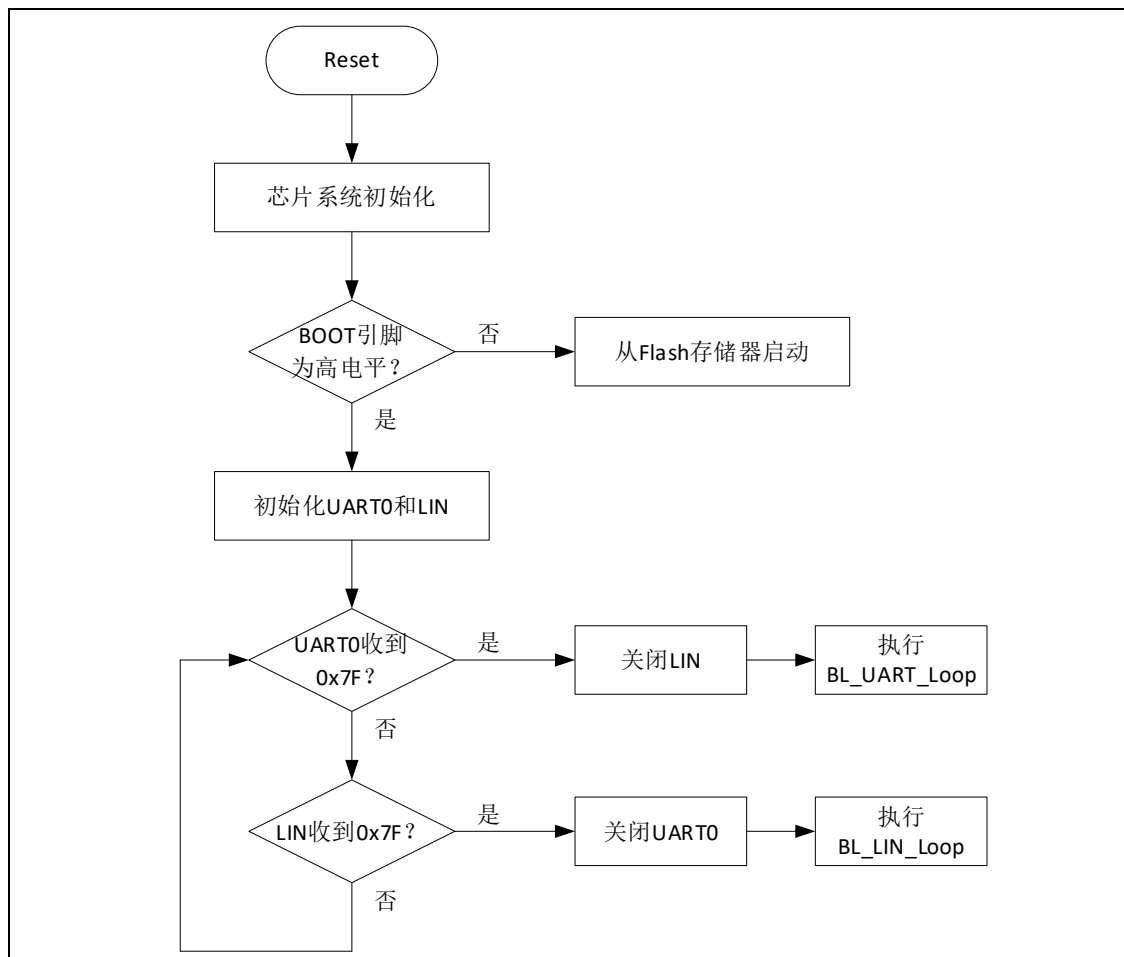 Reset
芯片系统初始化
BOOT引脚
为高电平？
否
从Flash存储器启动
是
初始化UART0和LIN
UART0收到
0x7F？
是
关闭LIN
执行
BL_UART_Loop
否
LIN收到0x7F？
是
关闭UART0
执行
BL_LIN_Loop
否